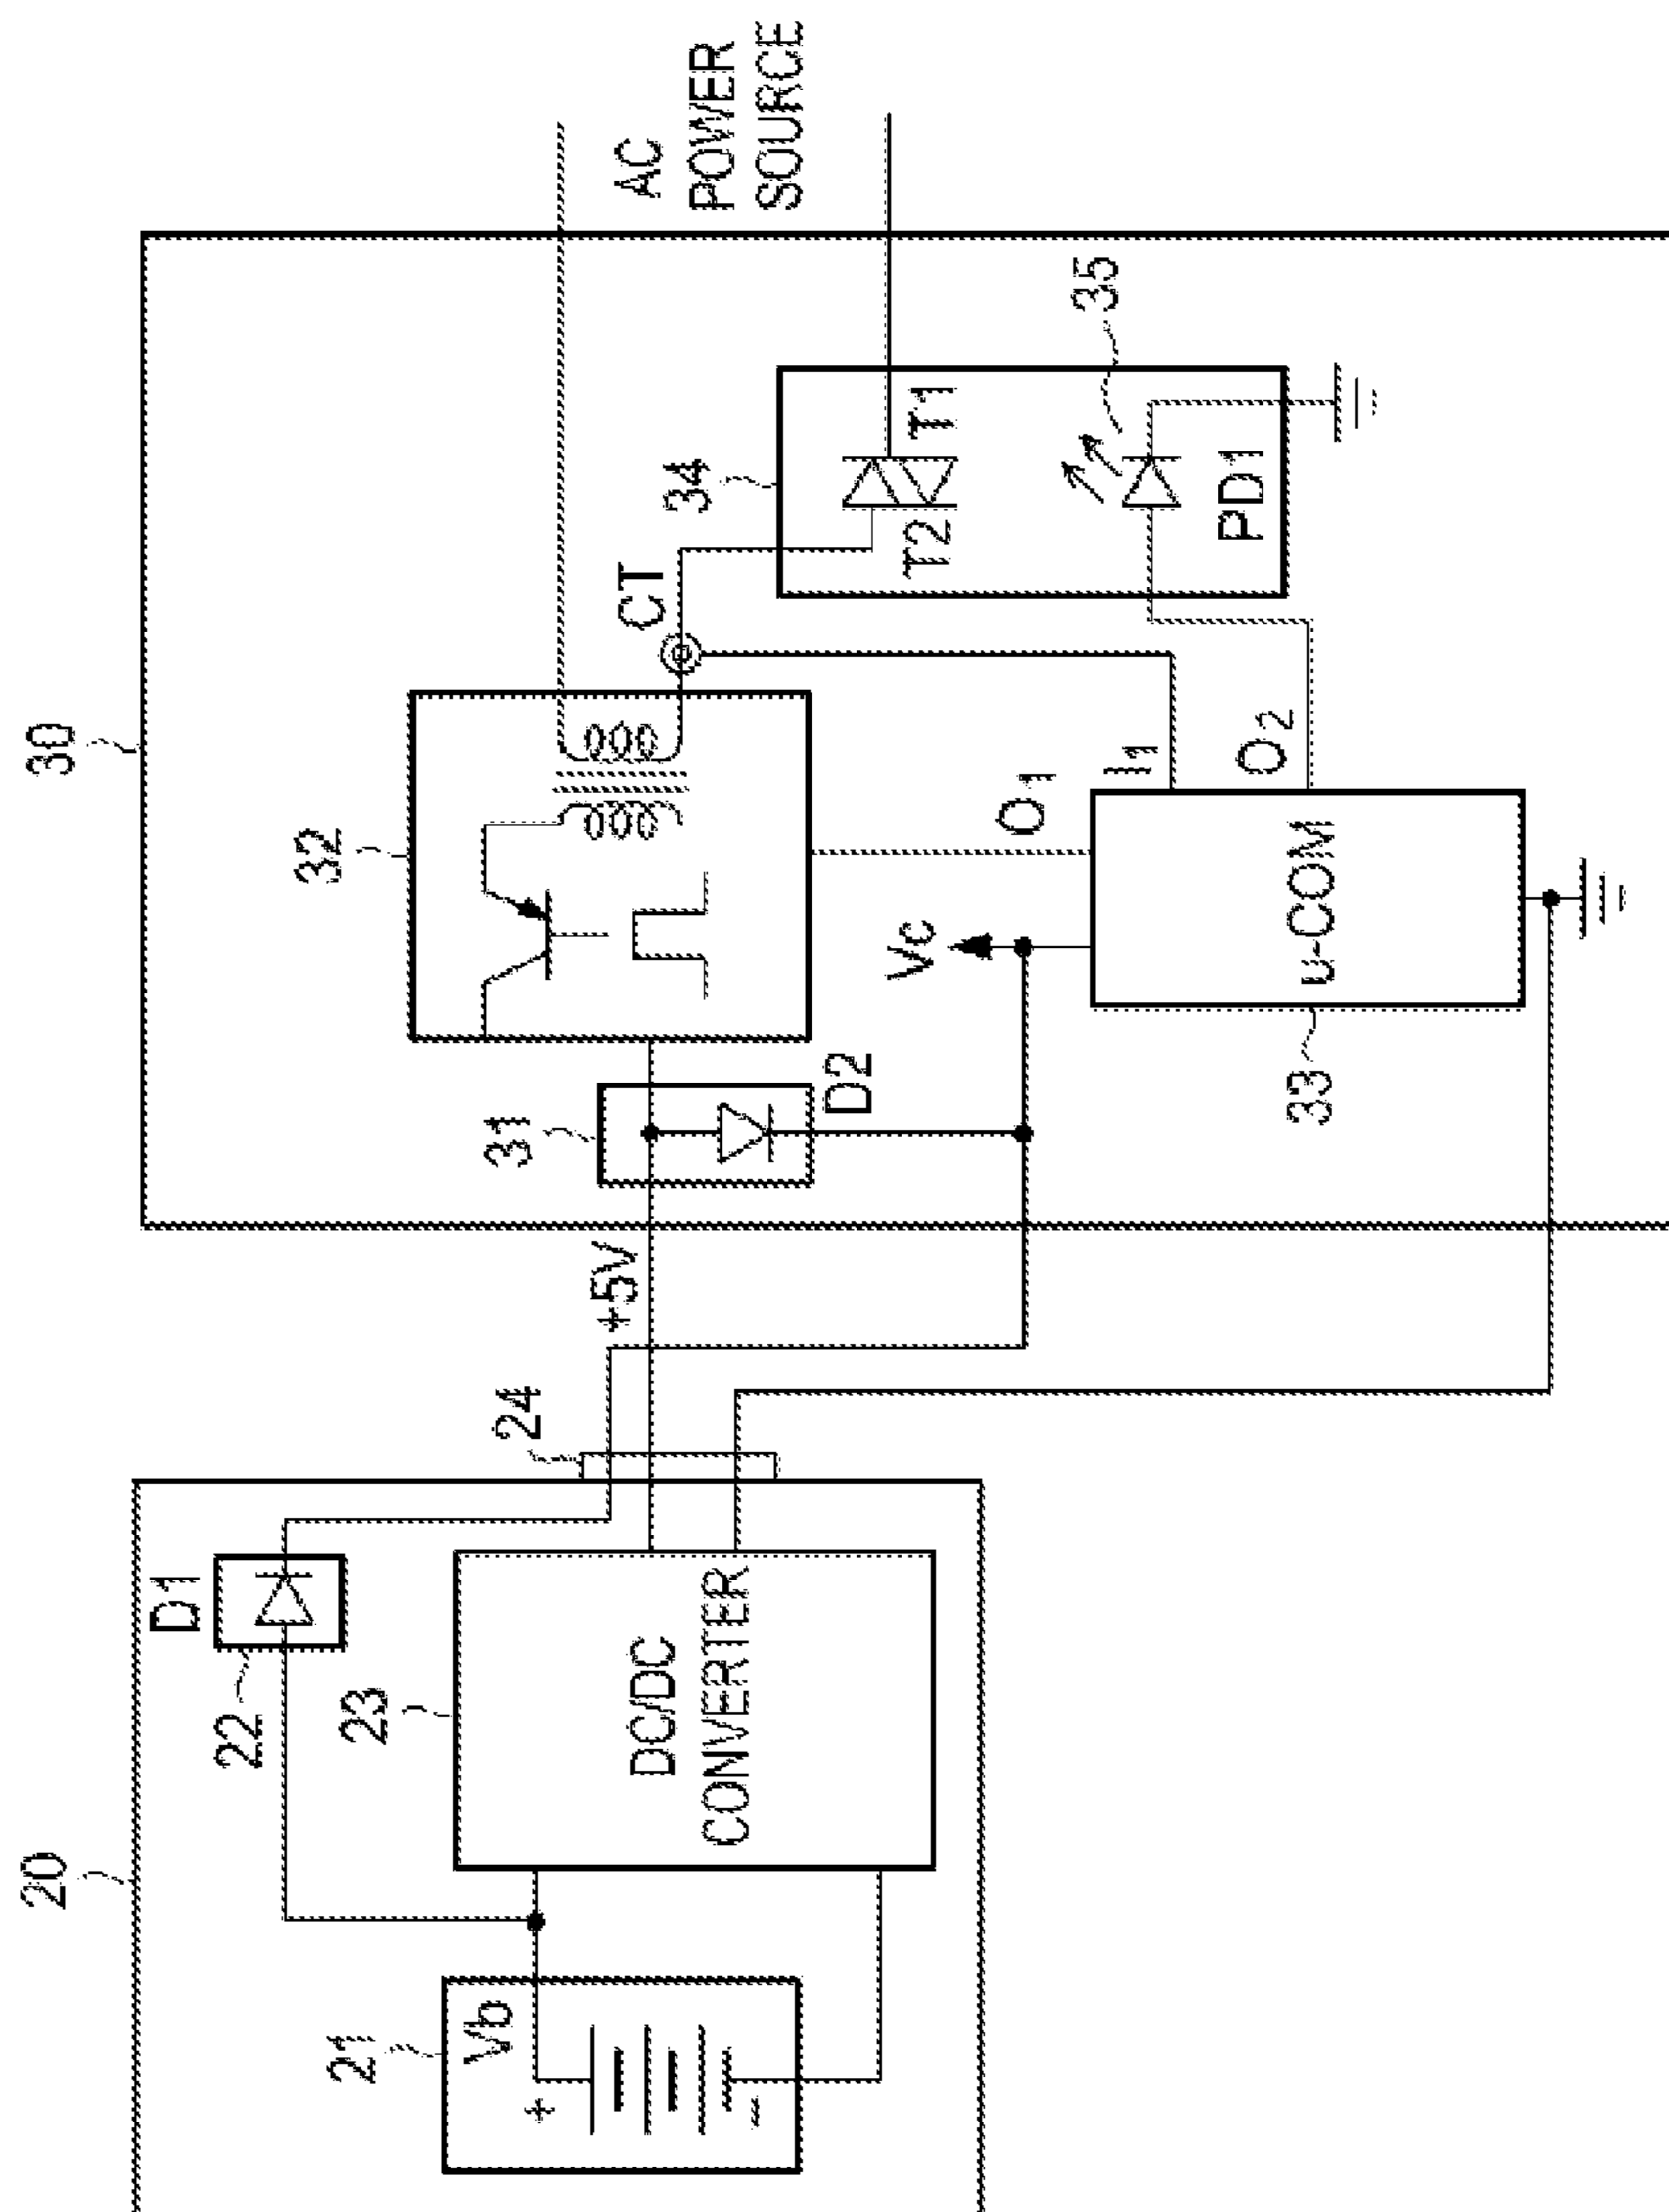 20
21
Vb
+
−
22
D1
23
DC/DC
CONVERTER
24
+5V
30
31
D2
32
Vc
O1
I1
O2
u-COM
33
CT
34
T2
T1
PD1
35
AC
POWER
SOURCE